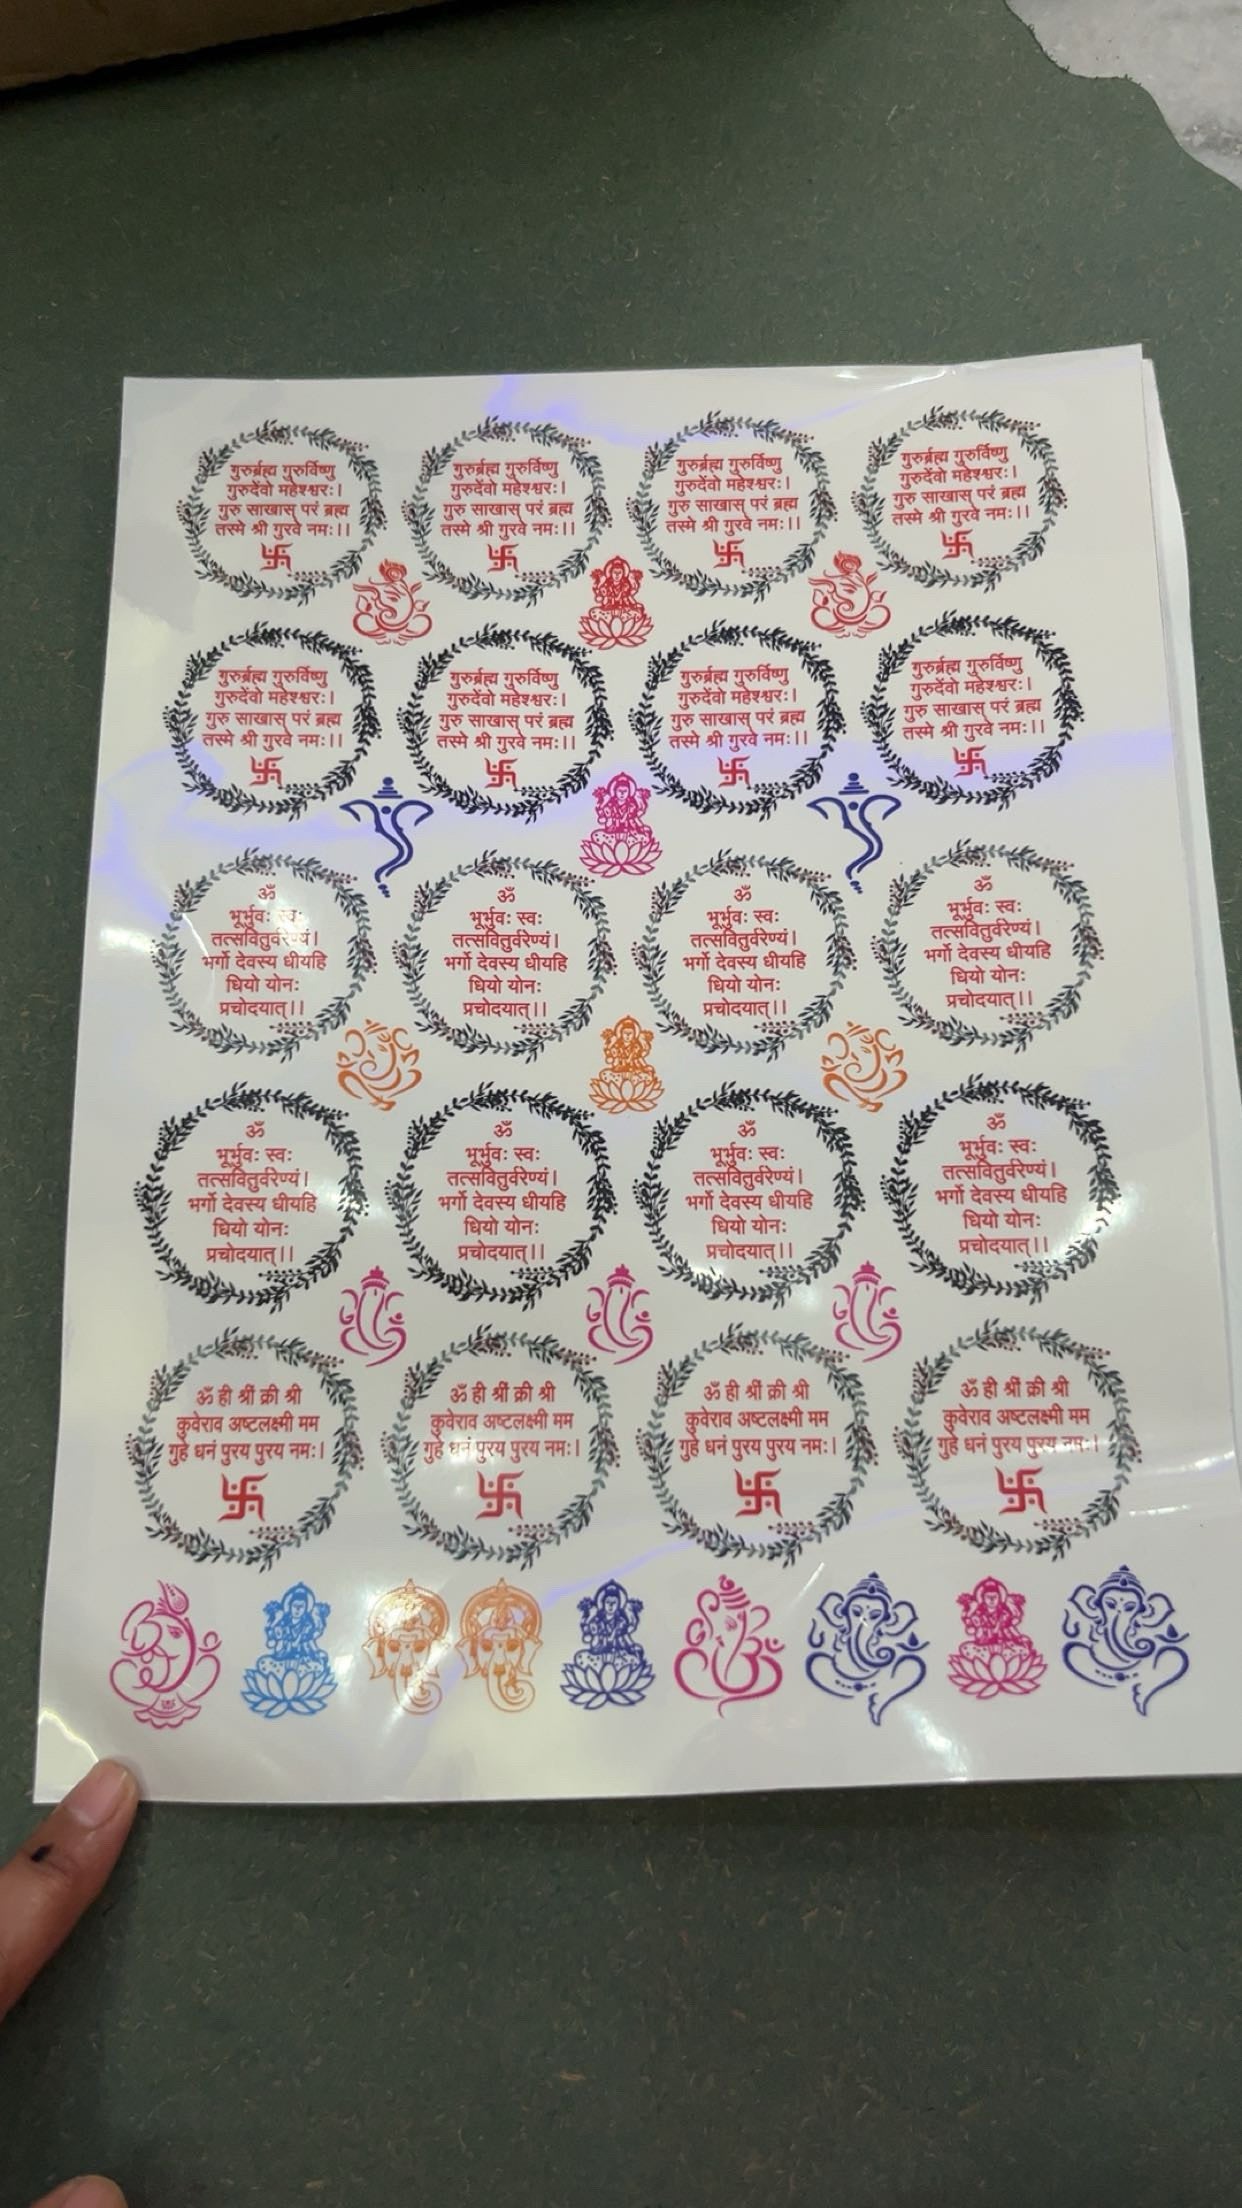 गुरुर्ब्रह्म गुरुर्विष्णु
गुरुर्देवो महेश्वरः।
गुरु साखास् परं ब्रह्म
तस्मे श्री गुरवे नमः।।
गुरुर्ब्रह्म गुरुर्विष्णु
गुरुर्देवो महेश्वरः।
गुरु साखास् परं ब्रह्म
तस्मे श्री गुरवे नमः।।
गुरुर्ब्रह्म गुरुर्विष्णु
गुरुर्देवो महेश्वरः।
गुरु साखास् परं ब्रह्म
तस्मे श्री गुरवे नमः।।
गुरुर्ब्रह्म गुरुर्विष्णु
गुरुर्देवो महेश्वरः।
गुरु साखास् परं ब्रह्म
तस्मे श्री गुरवे नमः।।
गुरुर्ब्रह्म गुरुर्विष्णु
गुरुर्देवो महेश्वरः।
गुरु साखास् परं ब्रह्म
तस्मे श्री गुरवे नमः।।
गुरुर्ब्रह्म गुरुर्विष्णु
गुरुर्देवो महेश्वरः।
गुरु साखास् परं ब्रह्म
तस्मे श्री गुरवे नमः।।
गुरुर्ब्रह्म गुरुर्विष्णु
गुरुर्देवो महेश्वरः।
गुरु साखास् परं ब्रह्म
तस्मे श्री गुरवे नमः।।
गुरुर्ब्रह्म गुरुर्विष्णु
गुरुर्देवो महेश्वरः।
गुरु साखास् परं ब्रह्म
तस्मे श्री गुरवे नमः।।
ॐ
भूर्भुवः स्वः
तत्सवितुर्वरेण्यं।
भर्गो देवस्य धीयहि
धियो योनः
प्रचोदयात्।।
ॐ
भूर्भुवः स्वः
तत्सवितुर्वरेण्यं।
भर्गो देवस्य धीयहि
धियो योनः
प्रचोदयात्।।
ॐ
भूर्भुवः स्वः
तत्सवितुर्वरेण्यं।
भर्गो देवस्य धीयहि
धियो योनः
प्रचोदयात्।।
ॐ
भूर्भुवः स्वः
तत्सवितुर्वरेण्यं।
भर्गो देवस्य धीयहि
धियो योनः
प्रचोदयात्।।
ॐ
भूर्भुवः स्वः
तत्सवितुर्वरेण्यं।
भर्गो देवस्य धीयहि
धियो योनः
प्रचोदयात्।।
ॐ
भूर्भुवः स्वः
तत्सवितुर्वरेण्यं।
भर्गो देवस्य धीयहि
धियो योनः
प्रचोदयात्।।
ॐ
भूर्भुवः स्वः
तत्सवितुर्वरेण्यं।
भर्गो देवस्य धीयहि
धियो योनः
प्रचोदयात्।।
ॐ
भूर्भुवः स्वः
तत्सवितुर्वरेण्यं।
भर्गो देवस्य धीयहि
धियो योनः
प्रचोदयात्।।
ॐ ही श्रीं क्री श्री
कुवेराव अष्टलक्ष्मी मम
गुहे धनं पुरय पुरय नमः।
ॐ ही श्रीं क्री श्री
कुवेराव अष्टलक्ष्मी मम
गुहे धनं पुरय पुरय नमः।
ॐ ही श्रीं क्री श्री
कुवेराव अष्टलक्ष्मी मम
गुहे धनं पुरय पुरय नमः।
ॐ ही श्रीं क्री श्री
कुवेराव अष्टलक्ष्मी मम
गुहे धनं पुरय पुरय नमः।